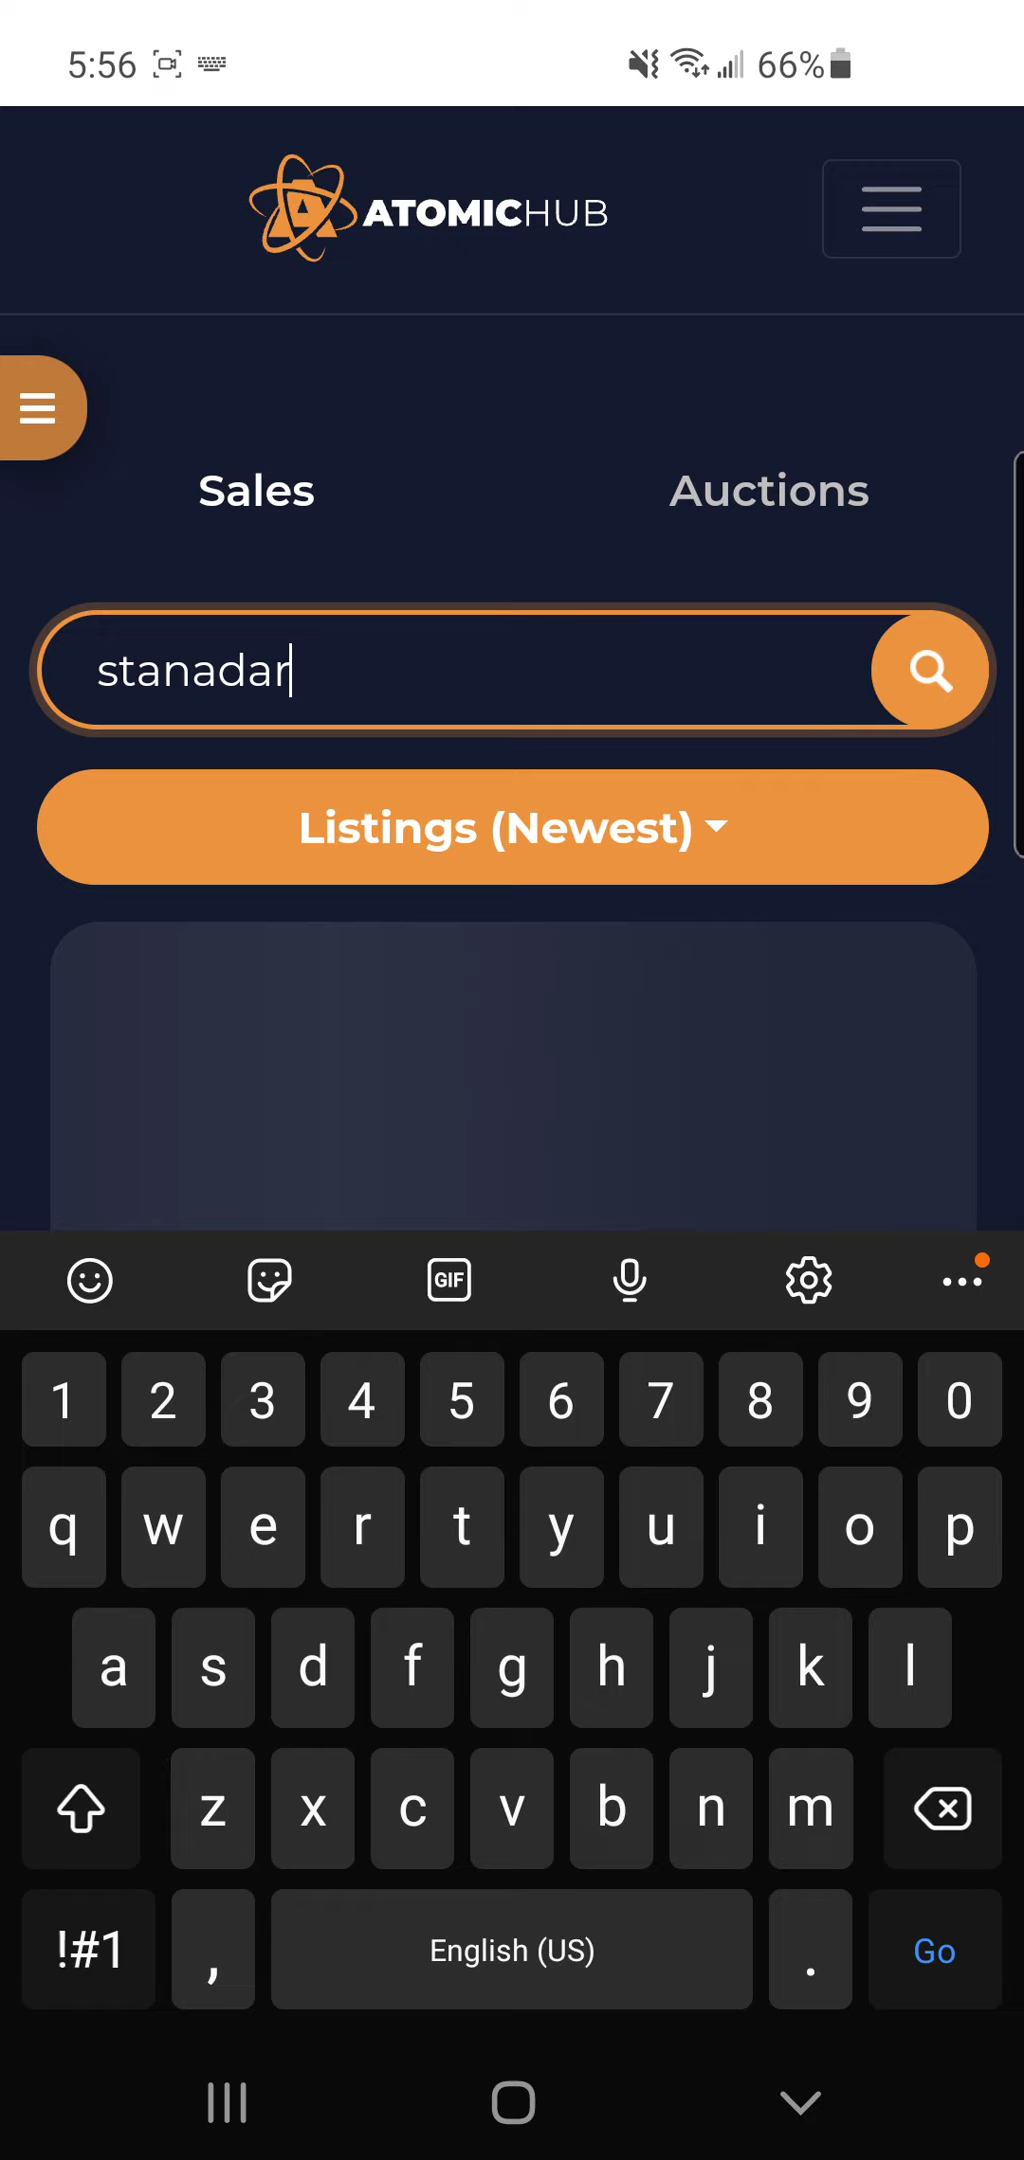 5:56 66%
ATOMICHUB
Sales Auctions
stanadar
Listings (Newest)
GIF
1 2 3 4 5 6 7 8 9 0
q w e r t y u i o p
a s d f g h j k l
z x c v b n m
!#1 , English (US) . Go